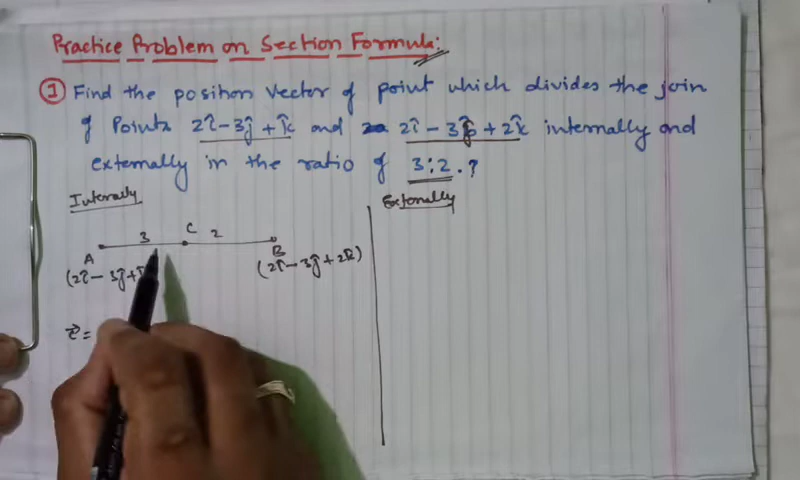 Practice Problem on Section Formula:
① Find the position vector of point which divides the join
of Points 2î-3ĵ+k̂ and 2î-3ĵ+2k̂ internally and
externally in the ratio of 3:2.?
Internally
Externally
3 C 2
A B
(2î-3ĵ+ (2î-3ĵ+2k̂)
c⃗ =